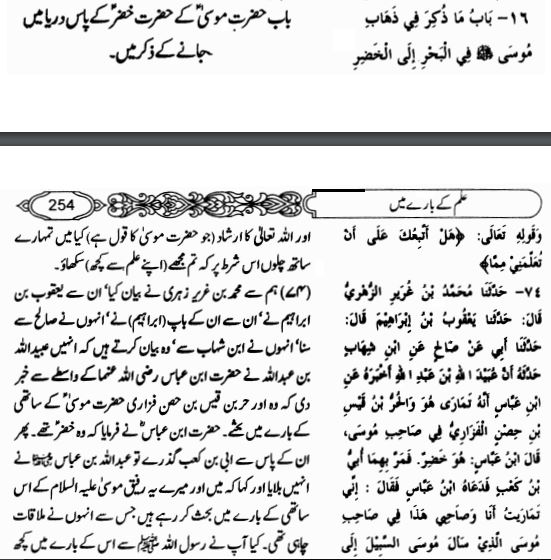 ١٦- بَابُ مَا ذُكِرَ فِي ذَهَابِ
مُوسَى ﷺ فِي الْبَحْرِ إِلَى الْخَضِرِ
باب حضرت موسیٰؑ کے حضرت خضرؑ کے پاس دریا میں
جانے کے ذکر میں۔
254
علم کے بارے میں
وَقَولِهِ تَعَالَى: ﴿هَلْ أَتَّبِعُكَ عَلَى أَنْ
تُعَلِّمَنِي مِمَّا﴾
٧٤- حَدَّثَنَا مُحَمَّدُ بْنُ غُرَيرٍ الزُّهْرِيُّ
قَالَ: حَدَّثَنَا يَعْقُوبُ بْنُ إِبْرَاهِيمَ قَالَ:
حَدَّثَنَا أَبِي عَنْ صَالِحٍ عَنِ ابْنِ شِهَابٍ
حَدَّثَهُ أَنَّ عُبَيْدَ اللهِ بْنَ عَبْدِ اللهِ أَخْبَرَهُ عَنِ
ابْنِ عَبَّاسٍ أَنَّهُ تَمَارَى هُوَ وَالْحُرُّ بْنُ قَيْسِ
بْنِ حِصْنٍ الْفَزَارِيُّ فِي صَاحِبِ مُوسَى،
قَالَ ابْنُ عَبَّاسٍ: هُوَ خَضِرٌ. فَمَرَّ بِهِمَا أُبَيُّ
بْنُ كَعْبٍ فَدَعَاهُ ابْنُ عَبَّاسٍ فَقَالَ: إِنِّي
تَمَارَيْتُ أَنَا وَصَاحِبِي هَذَا فِي صَاحِبِ
مُوسَى الَّذِيْ سَأَلَ مُوسَى السَّبِيْلَ إِلَى
اور اللہ تعالیٰ کا ارشاد (جو حضرت موسیٰ کا قول ہے) کیا میں تمہارے
ساتھ چلوں اس شرط پر کہ تم مجھے (اپنے علم سے کچھ) سکھاؤ۔
(۷۴) ہم سے محمد بن غریر زہری نے بیان کیا' ان سے یعقوب بن
ابراہیم نے' ان سے ان کے باپ (ابراہیم) نے' انہوں نے صالح سے
سنا' انہوں نے ابن شہاب سے' وہ بیان کرتے ہیں کہ انہیں عبیداللہ
بن عبداللہ نے حضرت ابن عباس رضی اللہ عنہما کے واسطے سے خبر
دی کہ وہ اور حر بن قیس بن حصن فزاری حضرت موسیٰؑ کے ساتھی
کے بارے میں بحثے۔ حضرت ابن عباسؓ نے فرمایا کہ وہ خضرؑ تھے۔ پھر
ان کے پاس سے ابی بن کعب گذرے تو عبداللہ بن عباس ﷺ نے
انہیں بلایا اور کہا کہ میں اور میرے یہ رفیق موسیٰ علیہ السلام کے اس
ساتھی کے بارے میں بحث کر رہے ہیں جس سے انہوں نے ملاقات
چاہی تھی۔ کیا آپ نے رسول اللہ ﷺ سے اس کے بارے میں کچھ